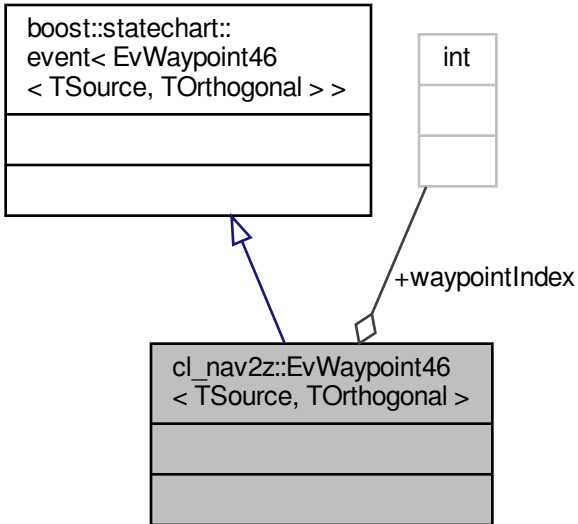 boost::statechart::
event< EvWaypoint46
< TSource, TOrthogonal > >
int
+waypointIndex
cl_nav2z::EvWaypoint46
< TSource, TOrthogonal >